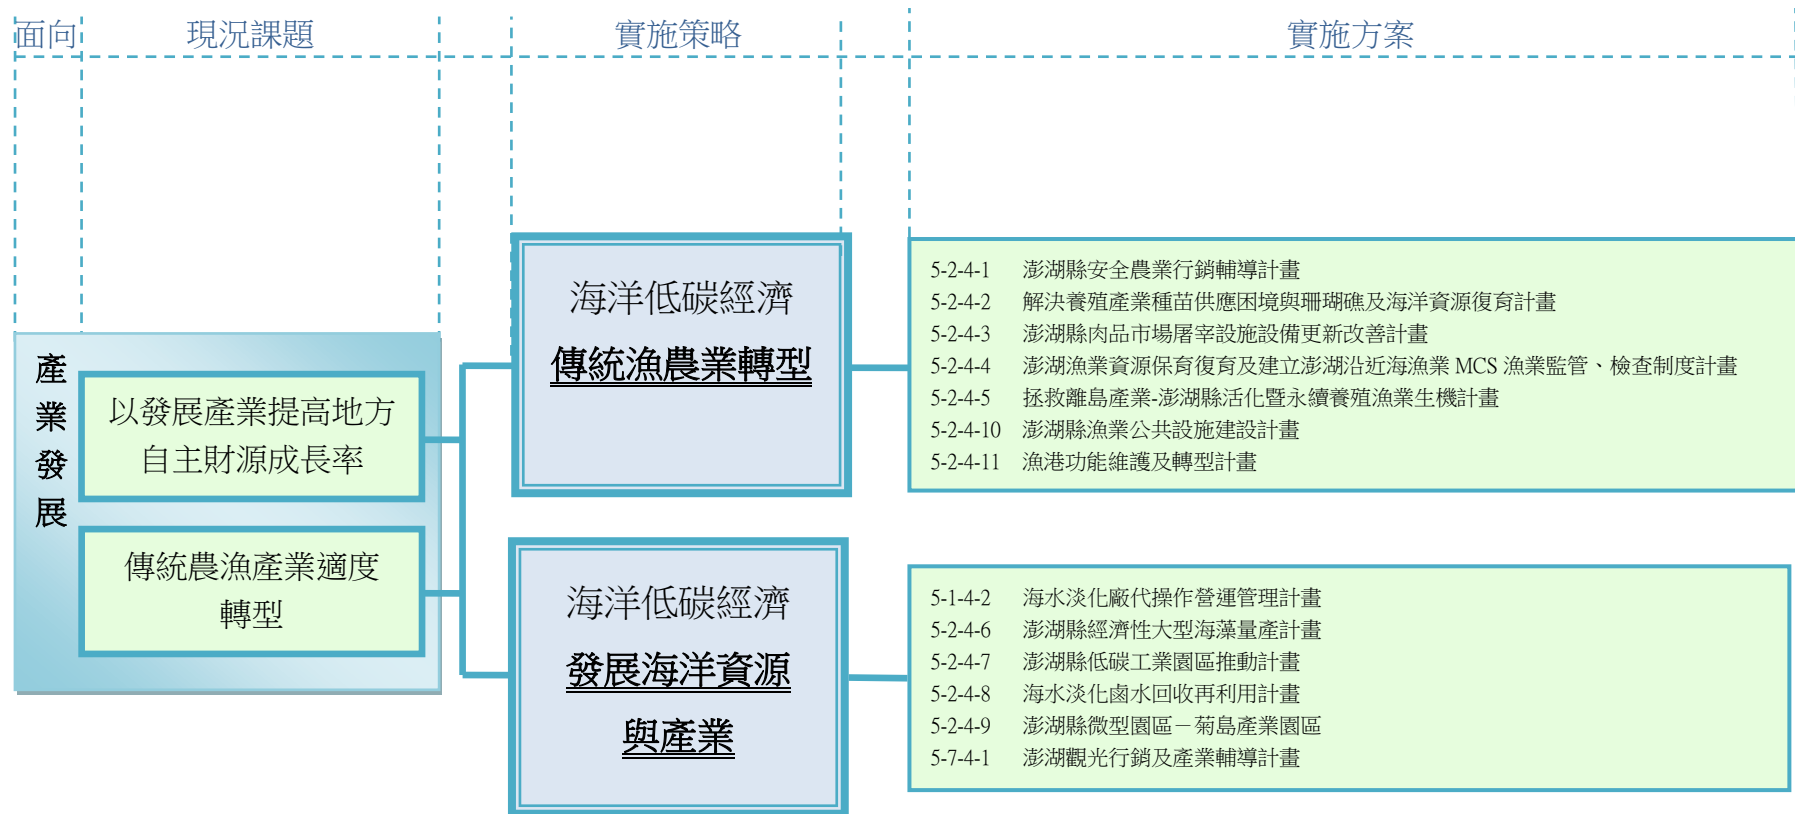 面向 現況課題 實施策略 實施方案
產業發展
以發展產業提高地方
自主財源成長率
傳統農漁產業適度
轉型
海洋低碳經濟
傳統漁農業轉型
5-2-4-1 澎湖縣安全農業行銷輔導計畫
5-2-4-2 解決養殖產業種苗供應困境與珊瑚礁及海洋資源復育計畫
5-2-4-3 澎湖縣肉品市場屠宰設施設備更新改善計畫
5-2-4-4 澎湖漁業資源保育復育及建立澎湖沿近海漁業 MCS 漁業監管、檢查制度計畫
5-2-4-5 拯救離島產業-澎湖縣活化暨永續養殖漁業生機計畫
5-2-4-10 澎湖縣漁業公共設施建設計畫
5-2-4-11 漁港功能維護及轉型計畫
海洋低碳經濟
發展海洋資源
與產業
5-1-4-2 海水淡化廠代操作營運管理計畫
5-2-4-6 澎湖縣經濟性大型海藻量產計畫
5-2-4-7 澎湖縣低碳工業園區推動計畫
5-2-4-8 海水淡化鹵水回收再利用計畫
5-2-4-9 澎湖縣微型園區－菊島產業園區
5-7-4-1 澎湖觀光行銷及產業輔導計畫